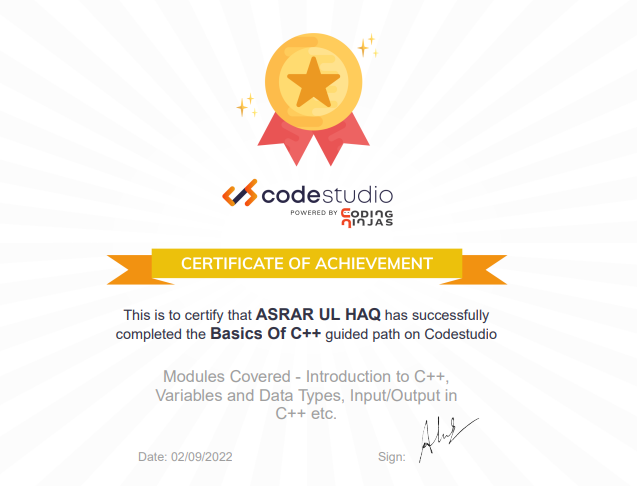 codestudio
POWERED BY CODING NINJAS
CERTIFICATE OF ACHIEVEMENT
This is to certify that ASRAR UL HAQ has successfully
completed the Basics Of C++ guided path on Codestudio
Modules Covered - Introduction to C++,
Variables and Data Types, Input/Output in
C++ etc.
Date: 02/09/2022
Sign: